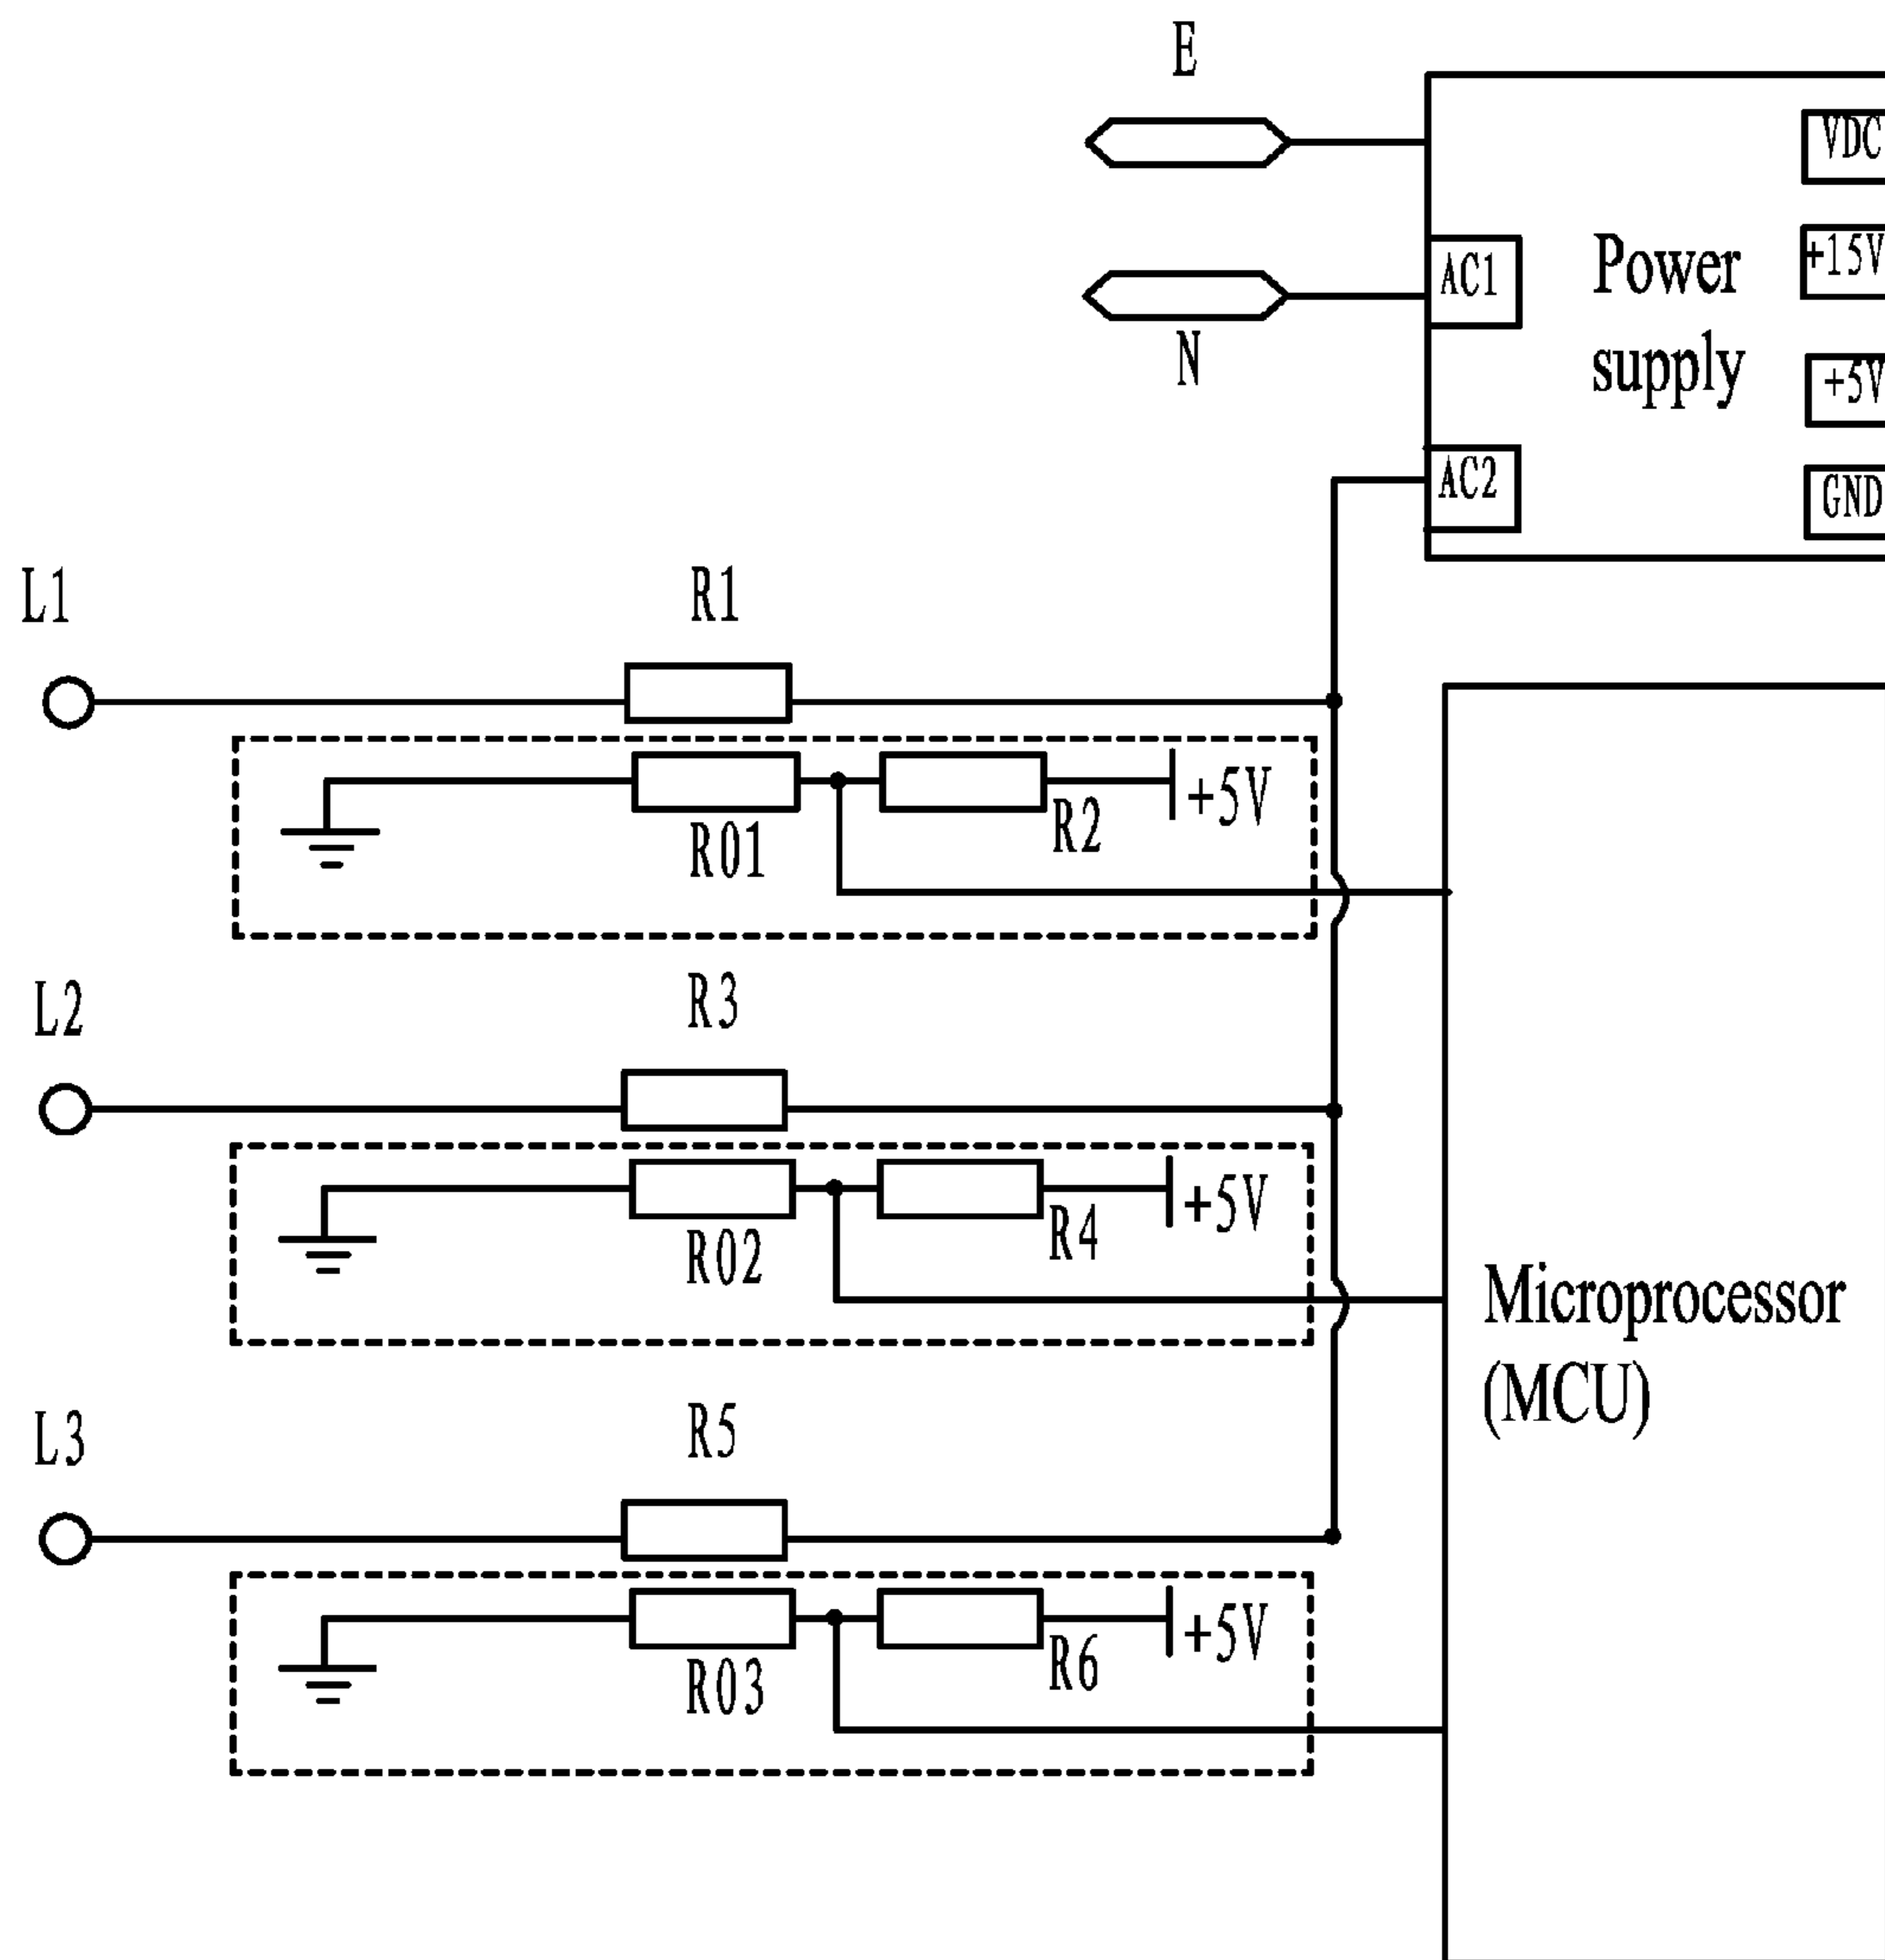 E
VDC
AC1
Power
supply
+15V
N
+5V
AC2
GND
L1
R1
R01
R2
+5V
L2
R3
R02
R4
+5V
Microprocessor
(MCU)
L3
R5
R03
R6
+5V